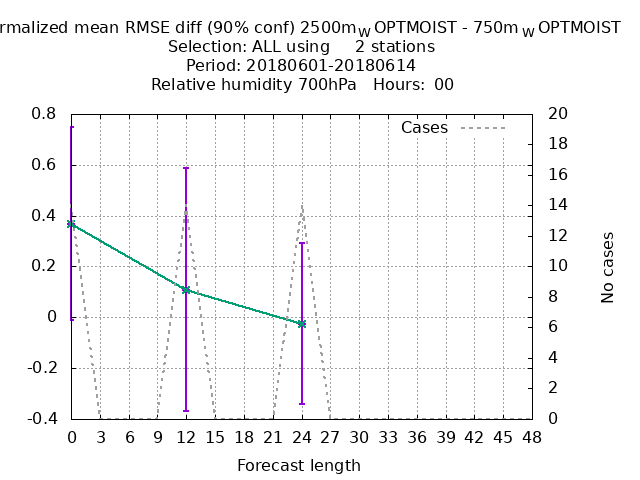 rmalized mean RMSE diff (90% conf) 2500m W OPTMOIST - 750m W OPTMOIST
Selection: ALL using 2 stations
Period: 20180601-20180614
Relative humidity 700hPa Hours: 00
Cases
0.8
0.6
0.4
0.2
0
-0.2
-0.4
20
18
16
14
12
10
8
6
4
2
0
No cases
0 3 6 9 12 15 18 21 24 27 30 33 36 39 42 45 48
Forecast length